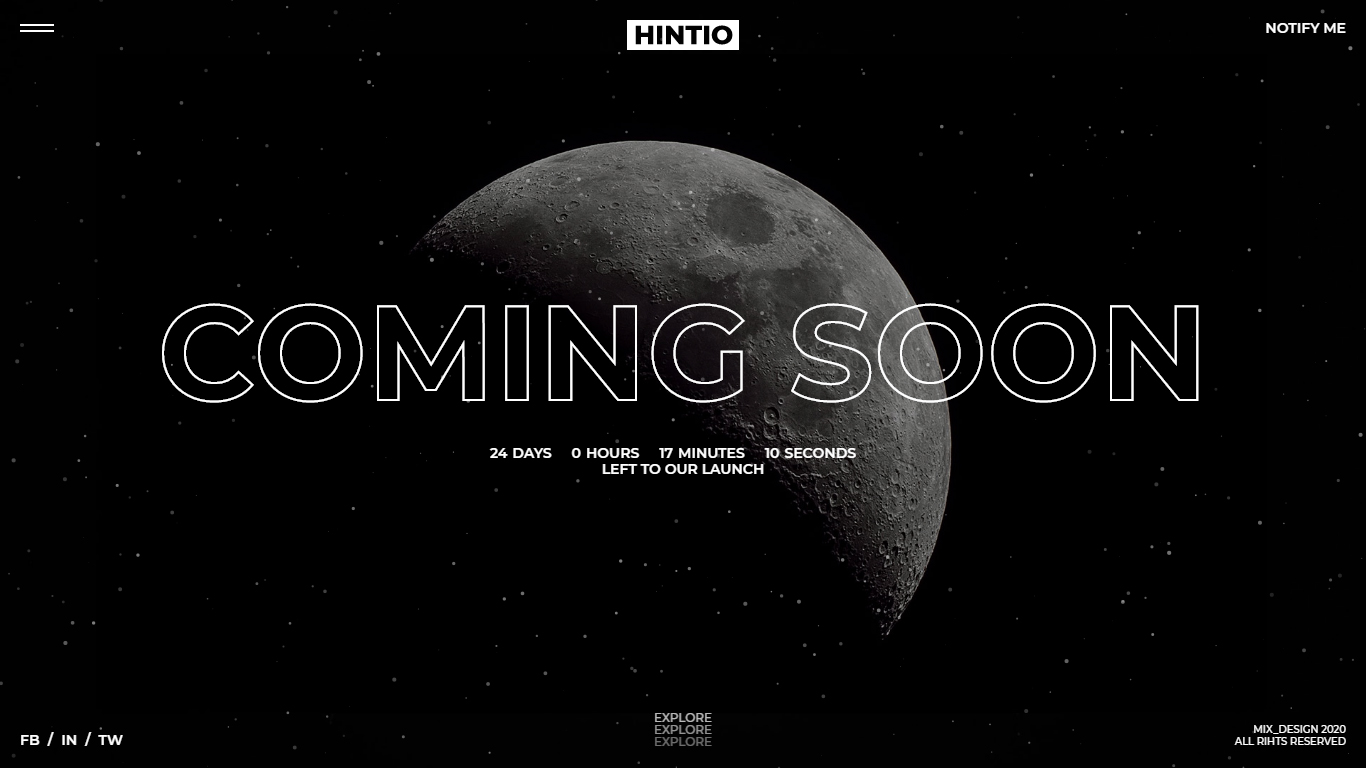 HINTIO
NOTIFY ME
COMING SOON
24 DAYS 0 HOURS 17 MINUTES 10 SECONDS
LEFT TO OUR LAUNCH
FB / IN / TW
EXPLORE
EXPLORE
EXPLORE
MIX_DESIGN 2020
ALL RIHTS RESERVED